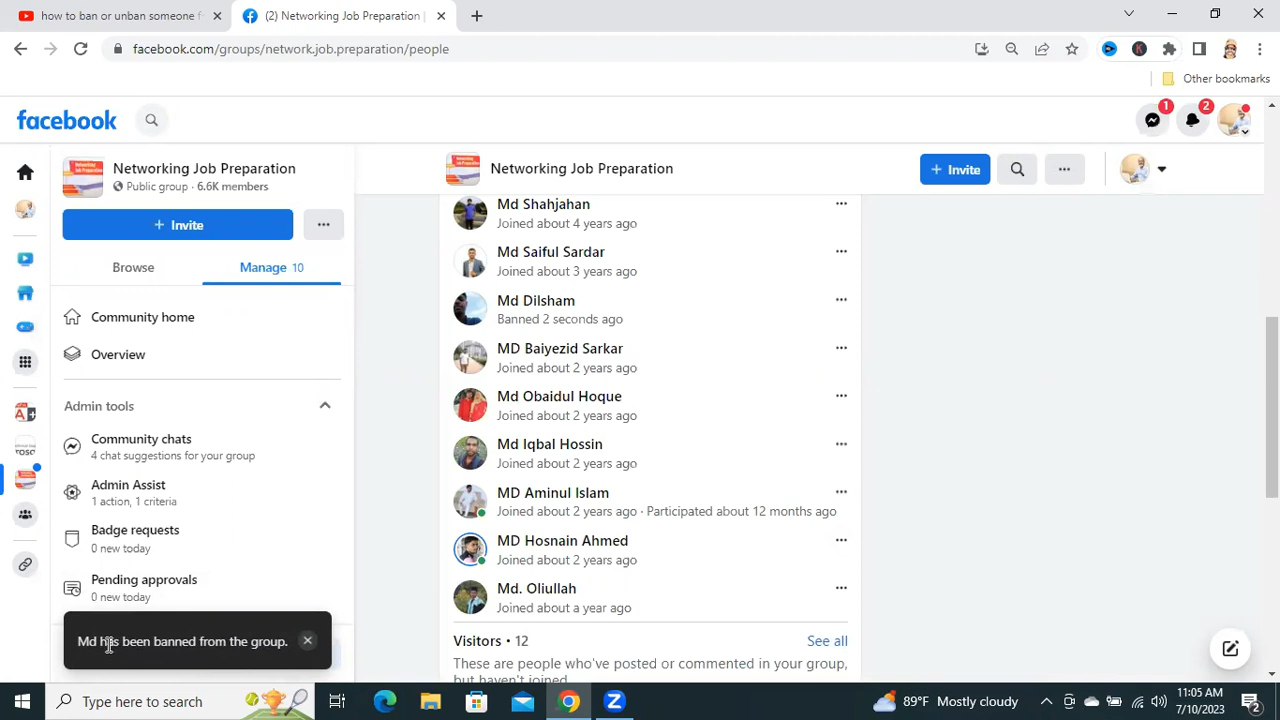 how to ban or unban someone f
(2) Networking Job Preparation |
facebook.com/groups/network.job.preparation/people
K
Other bookmarks
facebook
1
2
Networking Job Preparation
Public group · 6.6K members
+ Invite
Browse
Manage 10
Community home
Overview
Admin tools
Community chats
4 chat suggestions for your group
Admin Assist
1 action, 1 criteria
Badge requests
0 new today
Pending approvals
0 new today
Md has been banned from the group.
Networking Job Preparation
+ Invite
Md Shahjahan
Joined about 4 years ago
Md Saiful Sardar
Joined about 3 years ago
Md Dilsham
Banned 2 seconds ago
MD Baiyezid Sarkar
Joined about 2 years ago
Md Obaidul Hoque
Joined about 2 years ago
Md Iqbal Hossin
Joined about 2 years ago
MD Aminul Islam
Joined about 2 years ago · Participated about 12 months ago
MD Hosnain Ahmed
Joined about 2 years ago
Md. Oliullah
Joined about a year ago
Visitors · 12
See all
These are people who've posted or commented in your group,
but haven't joined.
Type here to search
89°F Mostly cloudy
11:05 AM
7/10/2023
2